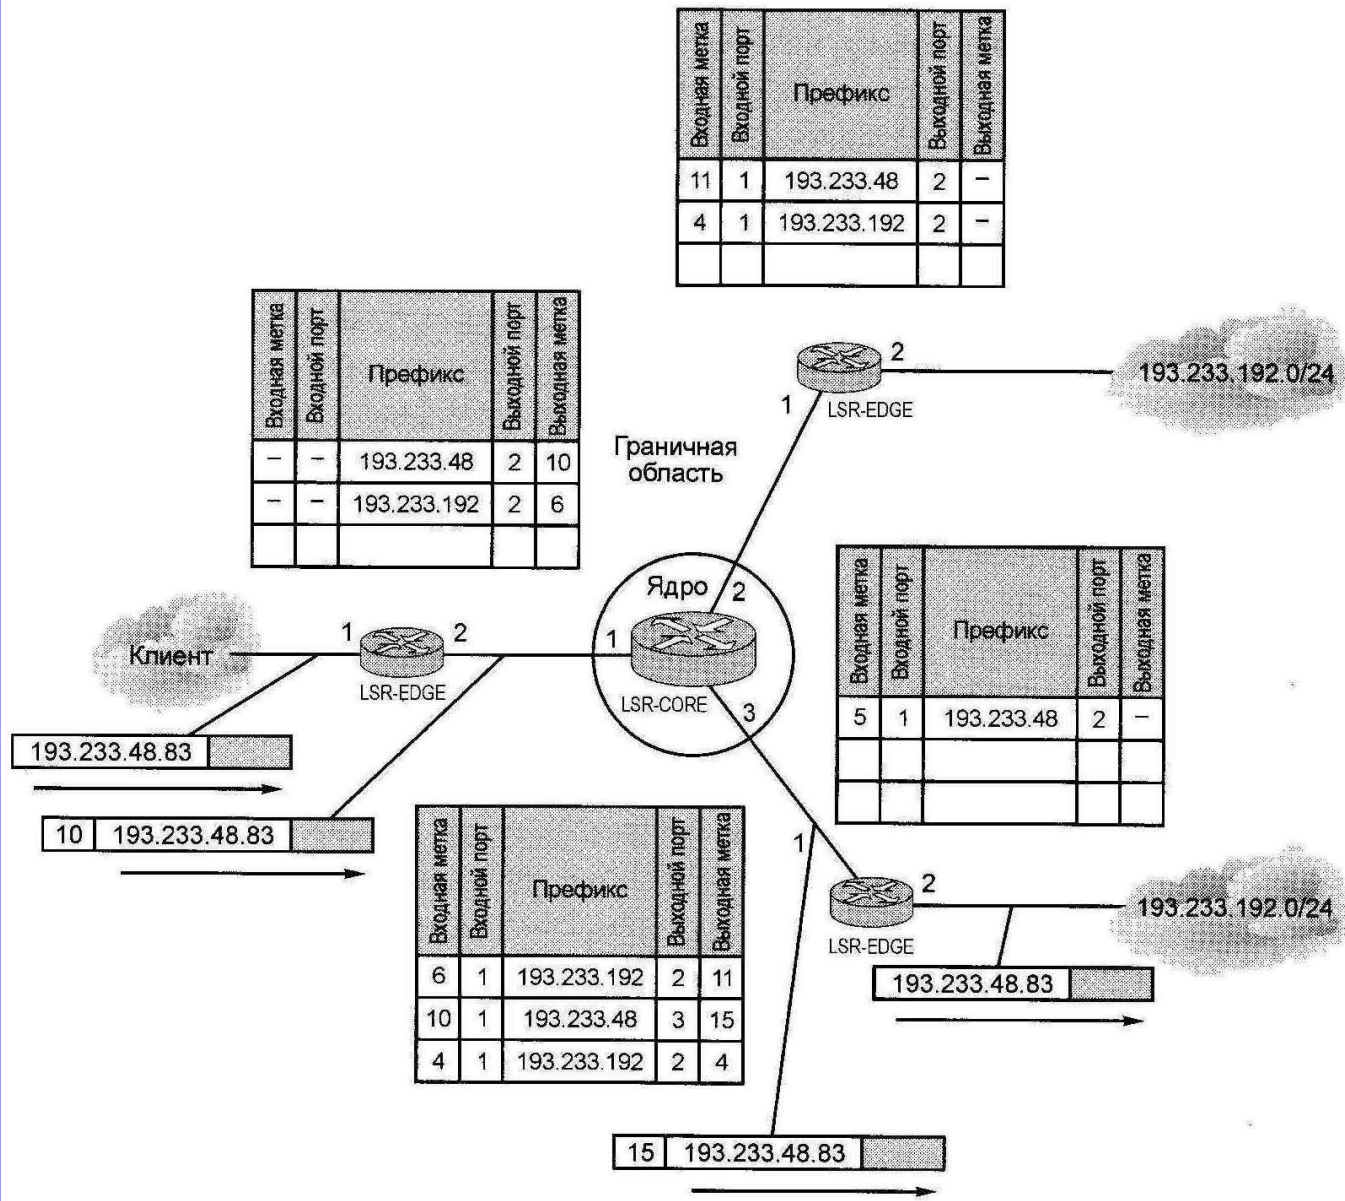 Входная метка Входной порт Префикс Выходной порт Выходная метка
11 1 193.233.48 2 –
4 1 193.233.192 2 –
Входная метка Входной порт Префикс Выходной порт Выходная метка
– – 193.233.48 2 10
– – 193.233.192 2 6
2
193.233.192.0/24
1
LSR-EDGE
Граничная
область
Ядро
2
1
LSR-CORE
3
Клиент
1
2
LSR-EDGE
Входная метка Входной порт Префикс Выходной порт Выходная метка
5 1 193.233.48 2 –
193.233.48.83
10 193.233.48.83
Входная метка Входной порт Префикс Выходной порт Выходная метка
6 1 193.233.192 2 11
10 1 193.233.48 3 15
4 1 193.233.192 2 4
1
2
193.233.192.0/24
LSR-EDGE
193.233.48.83
15 193.233.48.83